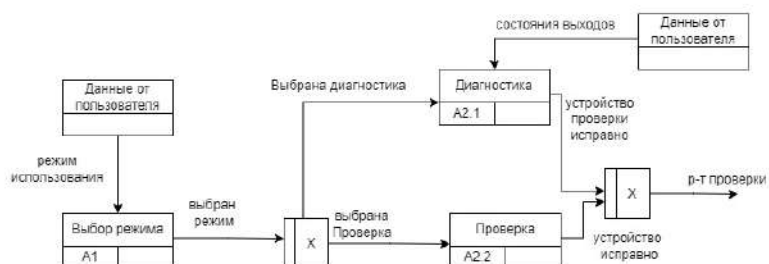 состояния выходов
Данные от
пользователя
Данные от
пользователя
Выбрана диагностика
Диагностика
A2.1
устройство
проверки
исправно
режим
использования
X
р-т проверки
Выбор режима
A1
выбран
режим
X
выбрана
Проверка
Проверка
A2.2
устройство
исправно